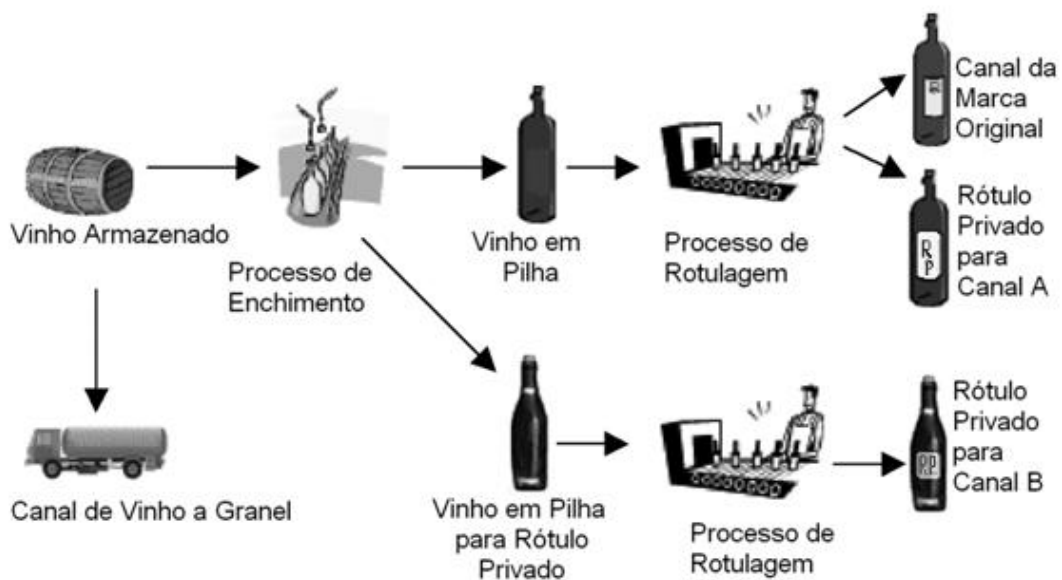 Canal da
Marca
Original
Vinho Armazenado
Processo de
Enchimento
Vinho em
Pilha
Processo de
Rotulagem
Rótulo
Privado
para
Canal A
R
P
Canal de Vinho a Granel
Vinho em Pilha
para Rótulo
Privado
Processo de
Rotulagem
RP
Rótulo
Privado
para
Canal B